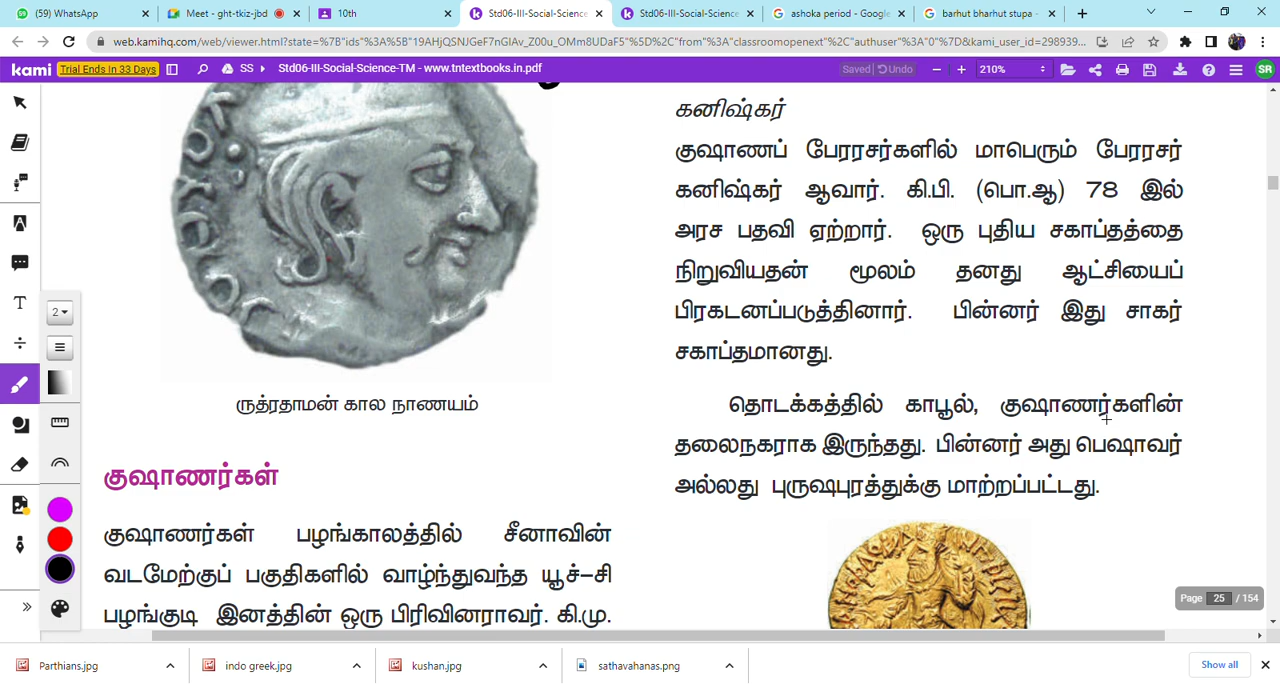 (59) WhatsApp
Meet - ght-tkiz-jbd
10th
Std06-III-Social-Science-
Std06-III-Social-Science
ashoka period - Google
barhut bharhut stupa -
web.kamihq.com/web/viewer.html?state=%7B"ids"%3A%5B"19AHjQSNJGeF7nGIAv_Z00u_OMm8UDaF5"%5D%2C"from"%3A"classroomopennext"%2C"authuser"%3A"0"%7D&kami_user_id=298939...
kami
Trial Ends In 33 Days
SS
Std06-III-Social-Science-TM - www.tntextbooks.in.pdf
Saved
Undo
210%
SR
ருத்ரதாமன் கால நாணயம்
குஷாணர்கள்
குஷாணர்கள் பழங்காலத்தில் சீனாவின்
வடமேற்குப் பகுதிகளில் வாழ்ந்துவந்த யூச்–சி
பழங்குடி இனத்தின் ஒரு பிரிவினராவர். கி.மு.
கனிஷ்கர்
குஷாணப் பேரரசர்களில் மாபெரும் பேரரசர்
கனிஷ்கர் ஆவார். கி.பி. (பொ.ஆ) 78 இல்
அரச பதவி ஏற்றார். ஒரு புதிய சகாப்தத்தை
நிறுவியதன் மூலம் தனது ஆட்சியைப்
பிரகடனப்படுத்தினார். பின்னர் இது சாகர்
சகாப்தமானது.
தொடக்கத்தில் காபூல், குஷாணர்களின்
தலைநகராக இருந்தது. பின்னர் அது பெஷாவர்
அல்லது புருஷபுரத்துக்கு மாற்றப்பட்டது.
2
Page 25 / 154
Parthians.jpg
indo greek.jpg
kushan.jpg
sathavahanas.png
Show all